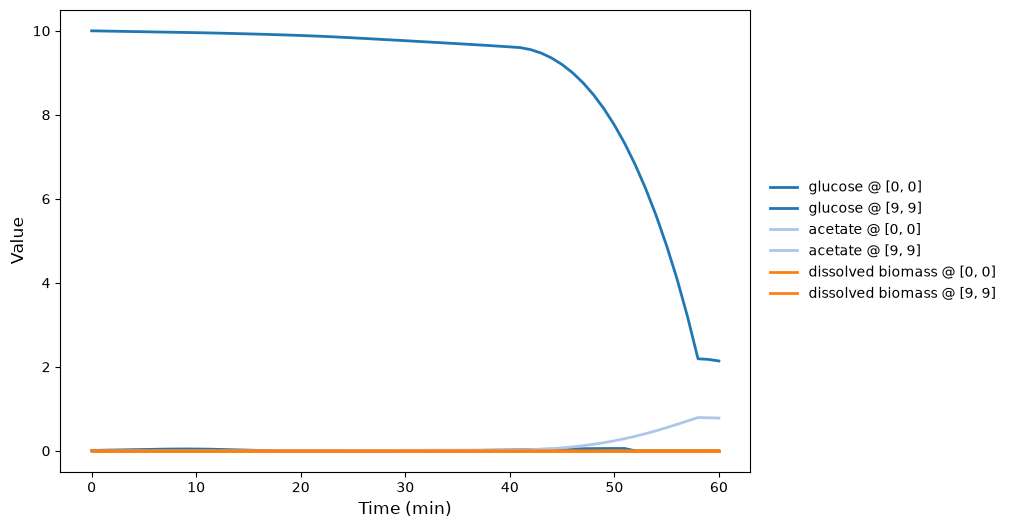 10
8
6
4
2
0
Value
0 10 20 30 40 50 60
Time (min)
glucose @ [0, 0]
glucose @ [9, 9]
acetate @ [0, 0]
acetate @ [9, 9]
dissolved biomass @ [0, 0]
dissolved biomass @ [9, 9]